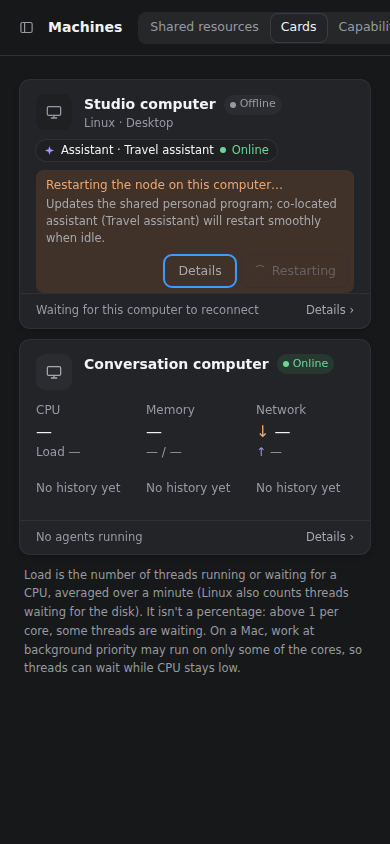 Machines
Shared resources
Cards
Capabili
Studio computer
Offline
Linux · Desktop
Assistant · Travel assistant
Online
Restarting the node on this computer…
Updates the shared personad program; co-located
assistant (Travel assistant) will restart smoothly
when idle.
Details
Restarting
Waiting for this computer to reconnect
Details ›
Conversation computer
Online
CPU
Memory
Network
—
—
↓ —
Load —
— / —
↑ —
No history yet
No history yet
No history yet
No agents running
Details ›
Load is the number of threads running or waiting for a
CPU, averaged over a minute (Linux also counts threads
waiting for the disk). It isn't a percentage: above 1 per
core, some threads are waiting. On a Mac, work at
background priority may run on only some of the cores, so
threads can wait while CPU stays low.